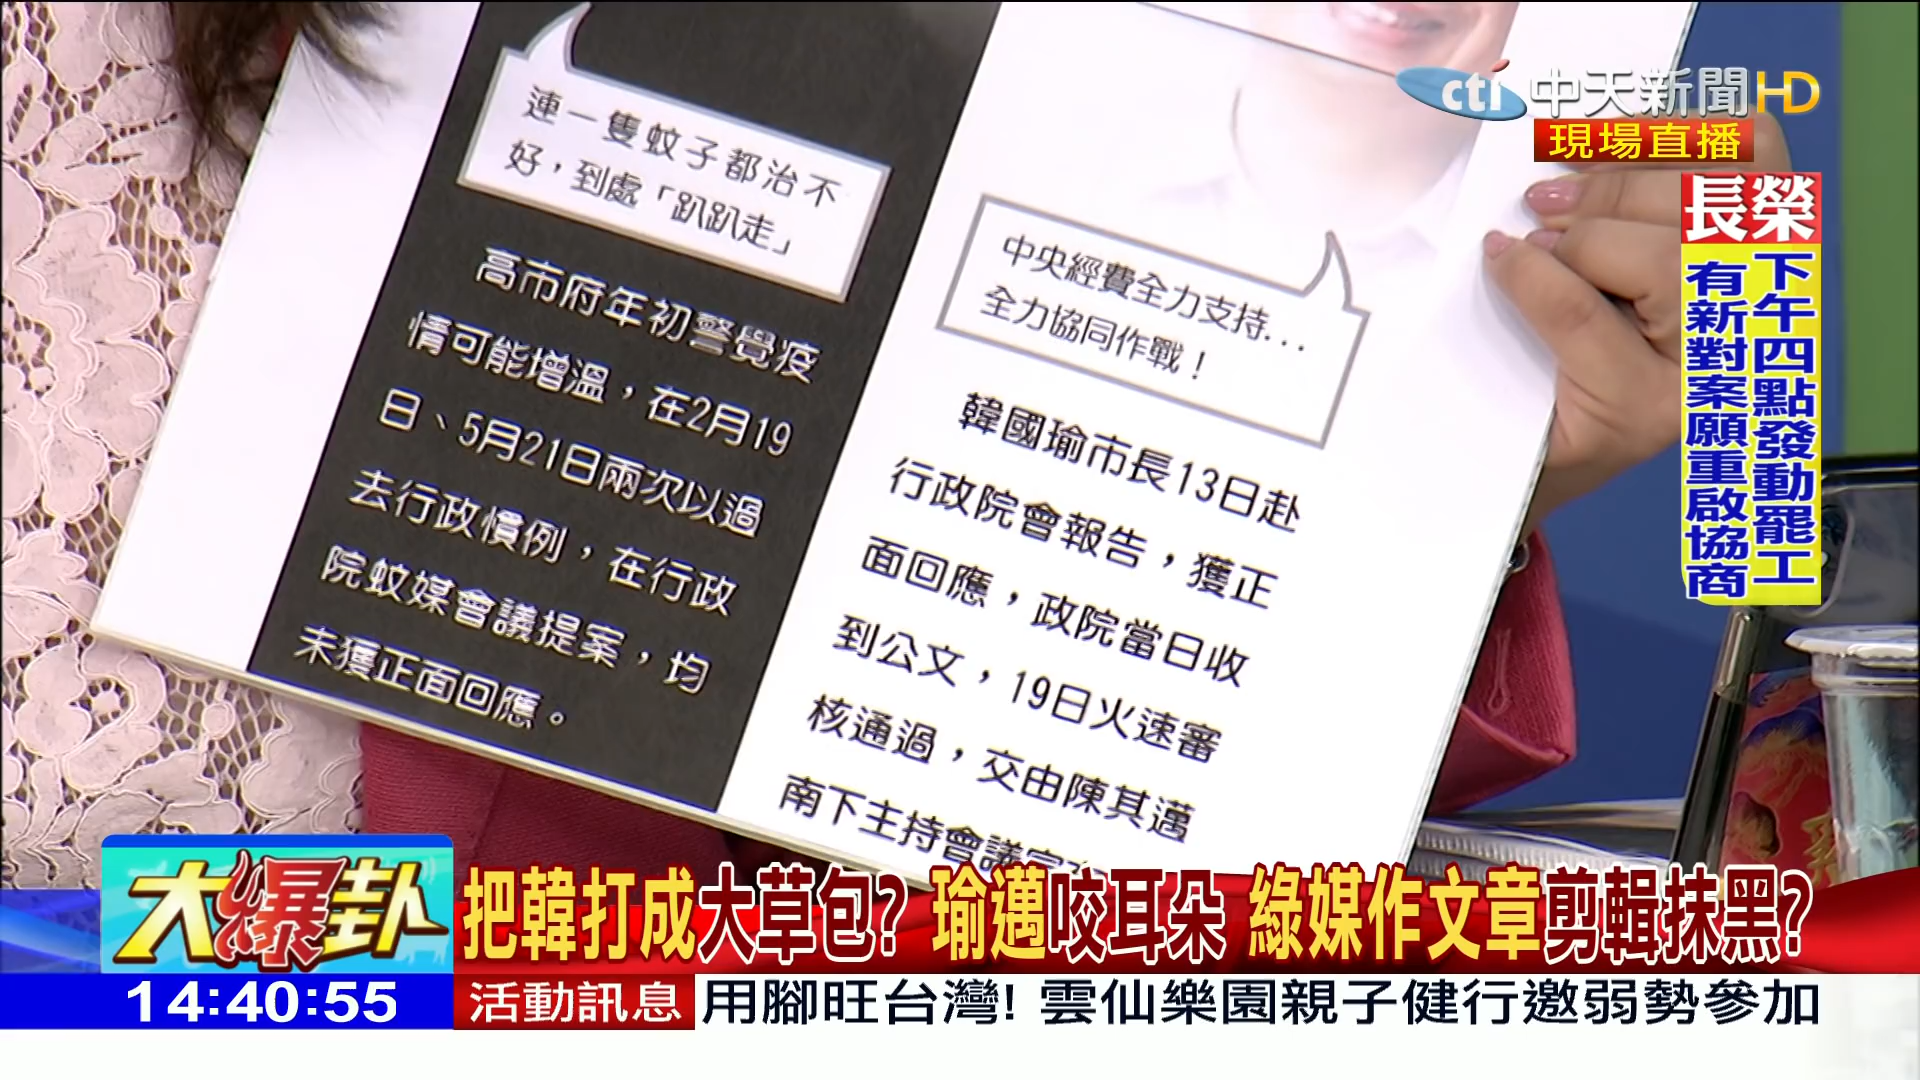 連一隻蚊子都治不
好，到處「趴趴走」
高市府年初警覺疫
情可能增溫，在2月19
日、5月21日兩次以過
去行政慣例，在行政
院蚊媒會議提案，均
未獲正面回應。
中央經費全力支持...
全力協同作戰！
韓國瑜市長13日赴
行政院會報告，獲正
面回應，政院當日收
到公文，19日火速審
核通過，交由陳其邁
南下主持會議
cti 中天新聞HD
現場直播
長榮
下午四點發動罷工
有新對案願重啟協商
大爆卦
把韓打成大草包? 瑜邁咬耳朵 綠媒作文章剪輯抹黑?
14:40:55
活動訊息
用腳旺台灣! 雲仙樂園親子健行邀弱勢參加